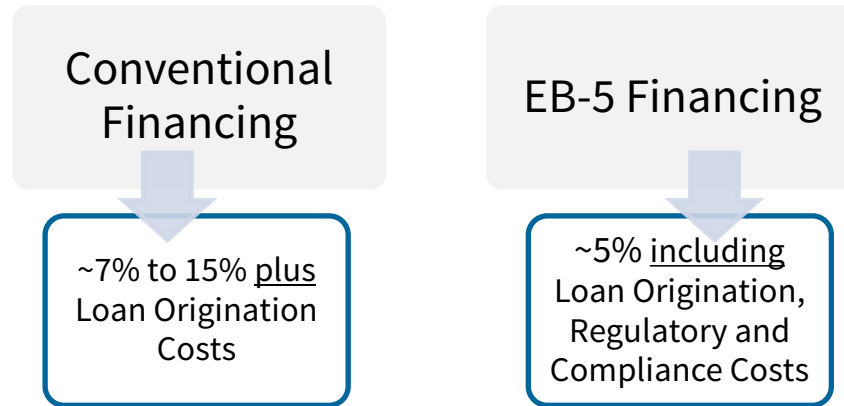 Conventional
Financing
~7% to 15% plus
Loan Origination
Costs
EB-5 Financing
~5% including
Loan Origination,
Regulatory and
Compliance Costs